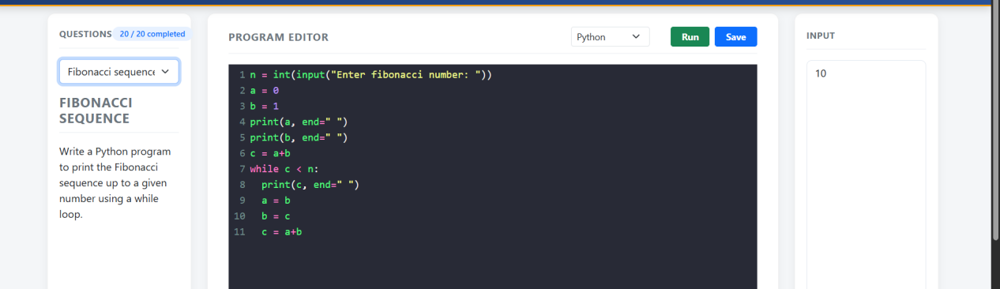 QUESTIONS 20 / 20 completed
Fibonacci sequence
FIBONACCI
SEQUENCE
Write a Python program
to print the Fibonacci
sequence up to a given
number using a while
loop.
PROGRAM EDITOR
Python
Run
Save
1 n = int(input("Enter fibonacci number: "))
2 a = 0
3 b = 1
4 print(a, end=" ")
5 print(b, end=" ")
6 c = a+b
7 while c < n:
8   print(c, end=" ")
9   a = b
10   b = c
11   c = a+b
INPUT
10